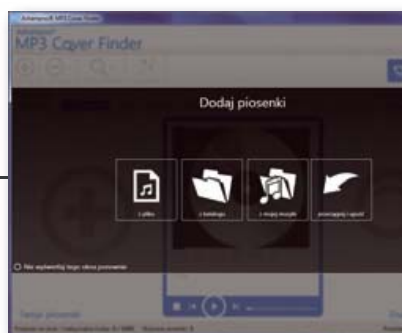 Ashampoo® MP3 Cover Finder
Ashampoo®
MP3 Cover Finder
Dodaj piosenki
z pliku
z katalogu
z mojej muzyki
przeciągnij i upuść
Nie wyświetlaj tego okna ponownie